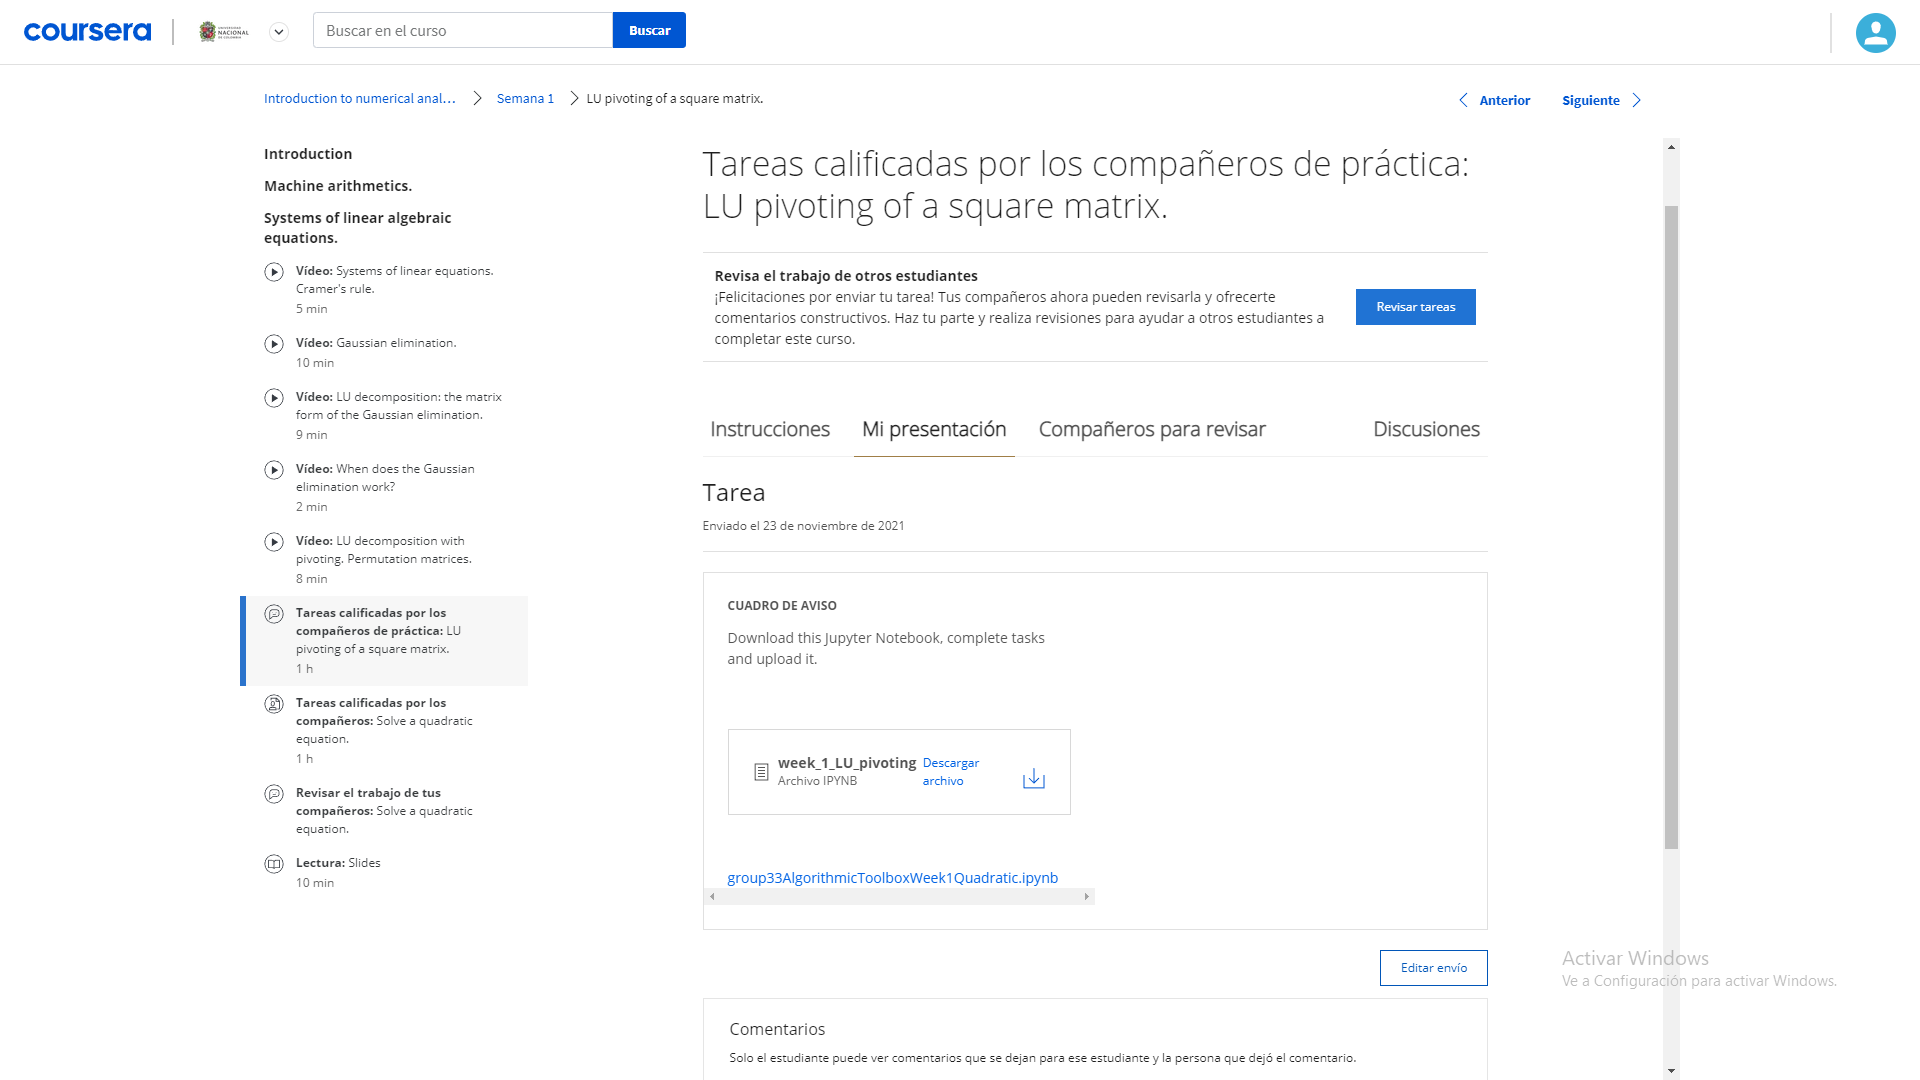 coursera
UNIVERSIDAD
NACIONAL
DE COLOMBIA
Buscar en el curso
Buscar
Introduction to numerical anal...
Semana 1
LU pivoting of a square matrix.
Anterior
Siguiente
Introduction
Machine arithmetics.
Systems of linear algebraic
equations.
Vídeo: Systems of linear equations.
Cramer's rule.
5 min
Vídeo: Gaussian elimination.
10 min
Vídeo: LU decomposition: the matrix
form of the Gaussian elimination.
9 min
Vídeo: When does the Gaussian
elimination work?
2 min
Vídeo: LU decomposition with
pivoting. Permutation matrices.
8 min
Tareas calificadas por los
compañeros de práctica: LU
pivoting of a square matrix.
1 h
Tareas calificadas por los
compañeros: Solve a quadratic
equation.
1 h
Revisar el trabajo de tus
compañeros: Solve a quadratic
equation.
Lectura: Slides
10 min
Tareas calificadas por los compañeros de práctica:
LU pivoting of a square matrix.
Revisa el trabajo de otros estudiantes
¡Felicitaciones por enviar tu tarea! Tus compañeros ahora pueden revisarla y ofrecerte
comentarios constructivos. Haz tu parte y realiza revisiones para ayudar a otros estudiantes a
completar este curso.
Revisar tareas
Instrucciones
Mi presentación
Compañeros para revisar
Discusiones
Tarea
Enviado el 23 de noviembre de 2021
CUADRO DE AVISO
Download this Jupyter Notebook, complete tasks
and upload it.
week_1_LU_pivoting
Archivo IPYNB
Descargar
archivo
group33AlgorithmicToolboxWeek1Quadratic.ipynb
Editar envío
Activar Windows
Ve a Configuración para activar Windows.
Comentarios
Solo el estudiante puede ver comentarios que se dejan para ese estudiante y la persona que dejó el comentario.